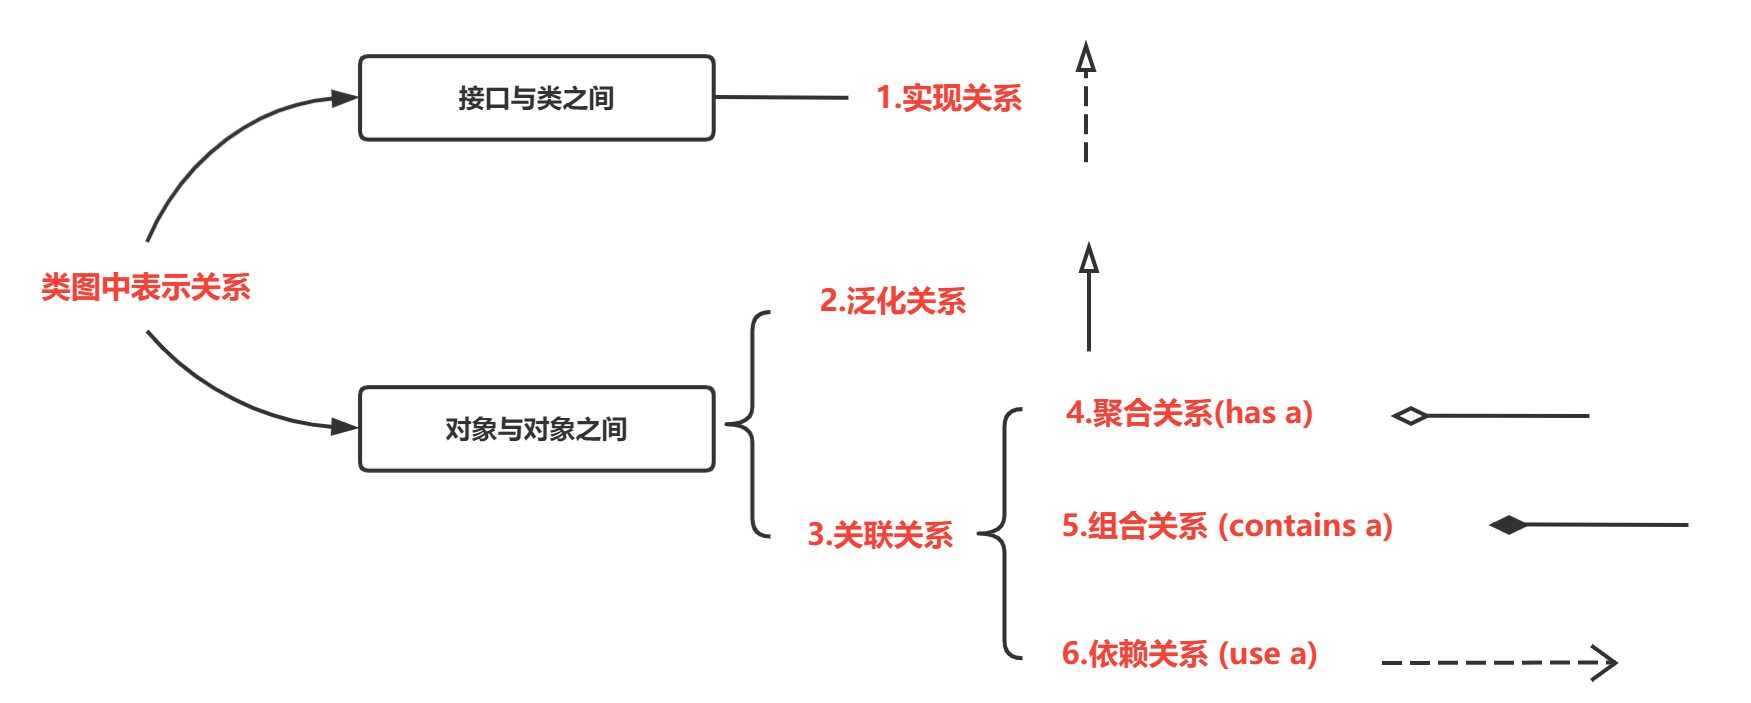 接口与类之间
1.实现关系
类图中表示关系
2.泛化关系
对象与对象之间
3.关联关系
4.聚合关系(has a)
5.组合关系 (contains a)
6.依赖关系 (use a)